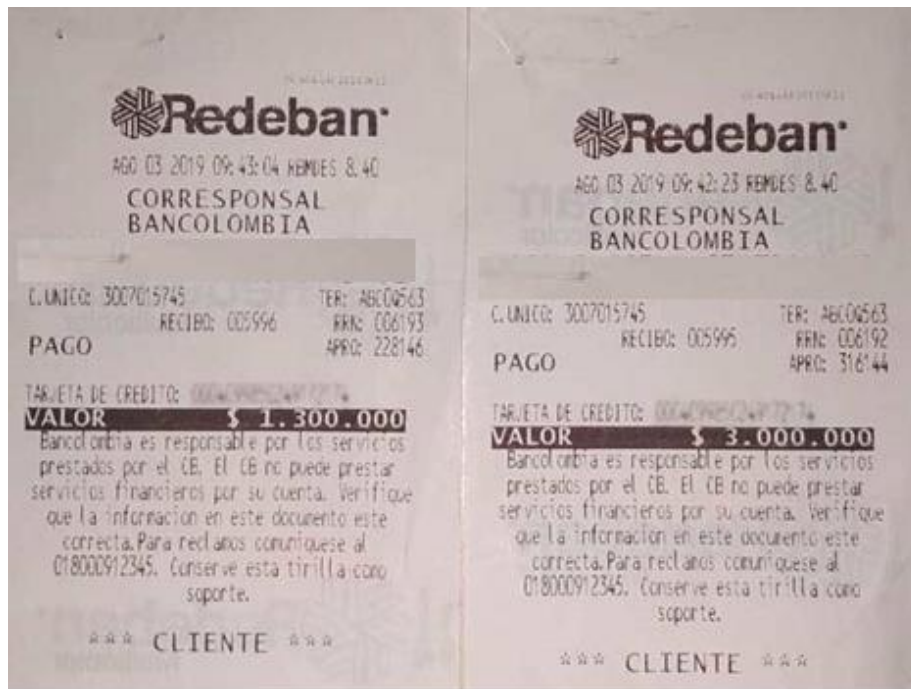 Redeban
AGO 03 2019 09:43:04 RBMDES 8.40
CORRESPONSAL
BANCOLOMBIA
C.UNICO: 3007015745 TER: ABC0Q563
RECIBO: 005996 RRN: 006193
PAGO APRO: 228146
TARJETA DE CREDITO:
VALOR $ 1.300.000
Bancolombia es responsable por los servicios
prestados por el CB. El CB no puede prestar
servicios financieros por su cuenta. Verifique
que la informacion en este documento este
correcta.Para reclamos comuniquese al
018000912345. Conserve esta tirilla como
soporte.
*** CLIENTE ***
Redeban
AGO 03 2019 09:42:23 RBMDES 8.40
CORRESPONSAL
BANCOLOMBIA
C.UNICO: 3007015745 TER: ABC0Q563
RECIBO: 005995 RRN: 006192
PAGO APRO: 316144
TARJETA DE CREDITO:
VALOR $ 3.000.000
Bancolombia es responsable por los servicios
prestados por el CB. El CB no puede prestar
servicios financieros por su cuenta. Verifique
que la informacion en este documento este
correcta.Para reclamos comuniquese al
018000912345. Conserve esta tirilla como
soporte.
*** CLIENTE ***